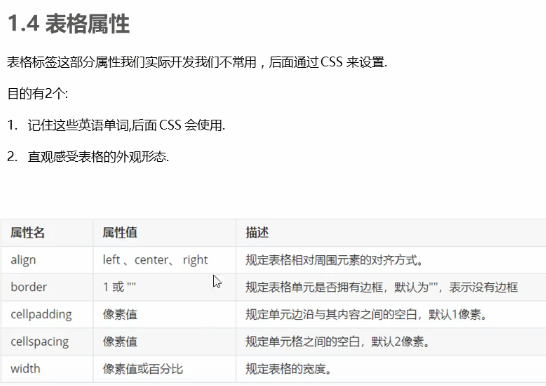 1.4 表格属性
表格标签这部分属性我们实际开发我们不常用，后面通过 CSS 来设置.
目的有2个:
1. 记住这些英语单词,后面 CSS 会使用.
2. 直观感受表格的外观形态.
属性名 属性值 描述
align left 、center、 right 规定表格相对周围元素的对齐方式。
border 1 或 "" 规定表格单元是否拥有边框，默认为""，表示没有边框
cellpadding 像素值 规定单元边沿与其内容之间的空白，默认1像素。
cellspacing 像素值 规定单元格之间的空白，默认2像素。
width 像素值或百分比 规定表格的宽度。